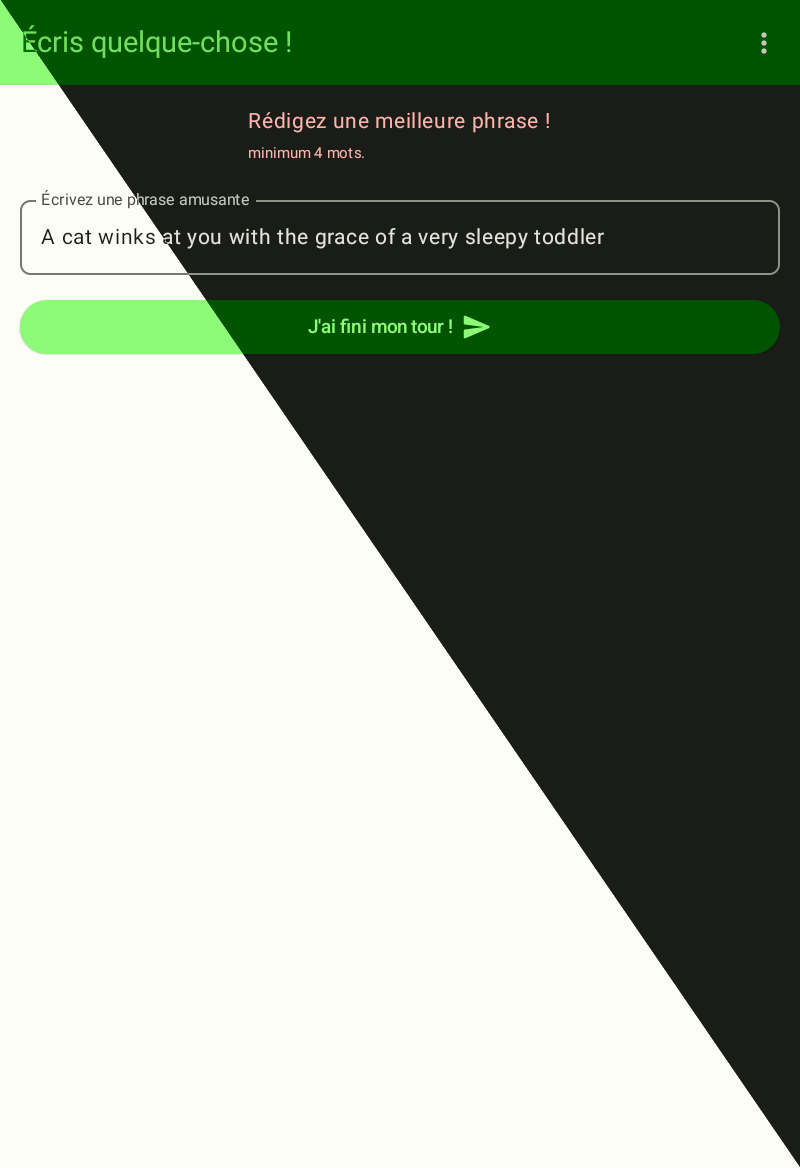 Écris quelque-chose !
Rédigez une meilleure phrase !
minimum 4 mots.
Écrivez une phrase amusante
A cat winks at you with the grace of a very sleepy toddler
J'ai fini mon tour !